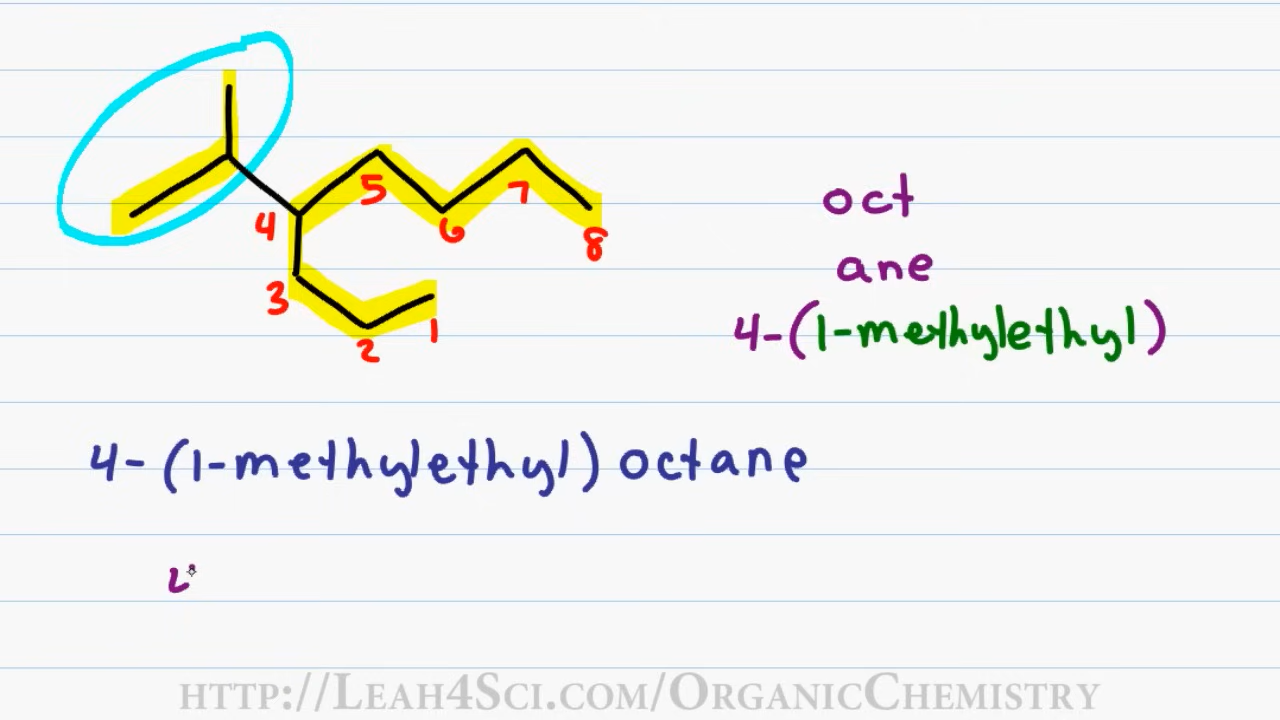 oct
5
7
4
6
8
ane
3
1
4-(1-methylethyl)
2
4-(1-methylethyl) octane
HTTP://LEAH4SCI.COM/ORGANICCHEMISTRY